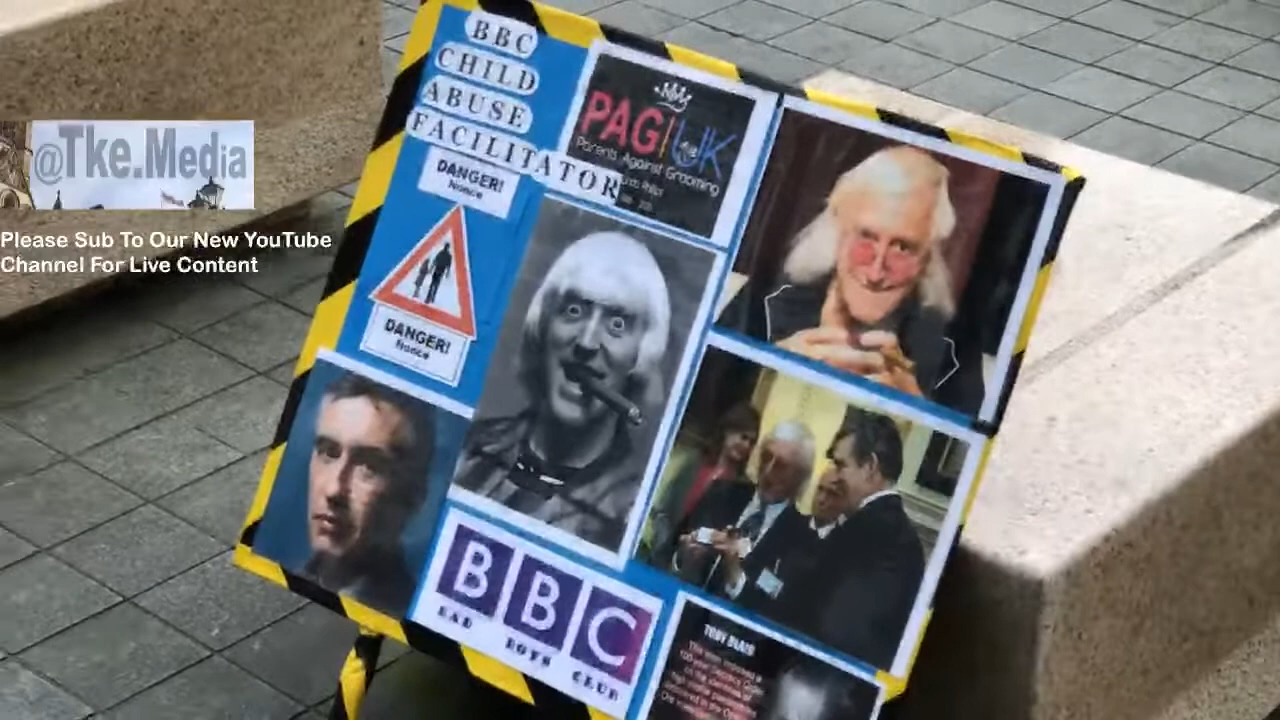 BBC
CHILD
ABUSE
FACILITATOR
PAG|UK
Parents Against Grooming
DANGER!
Nonce
@Tke.Media
Please Sub To Our New YouTube
Channel For Live Content
DANGER!
Nonce
BBC
BAD BOYS CLUB
TONY BLAIR